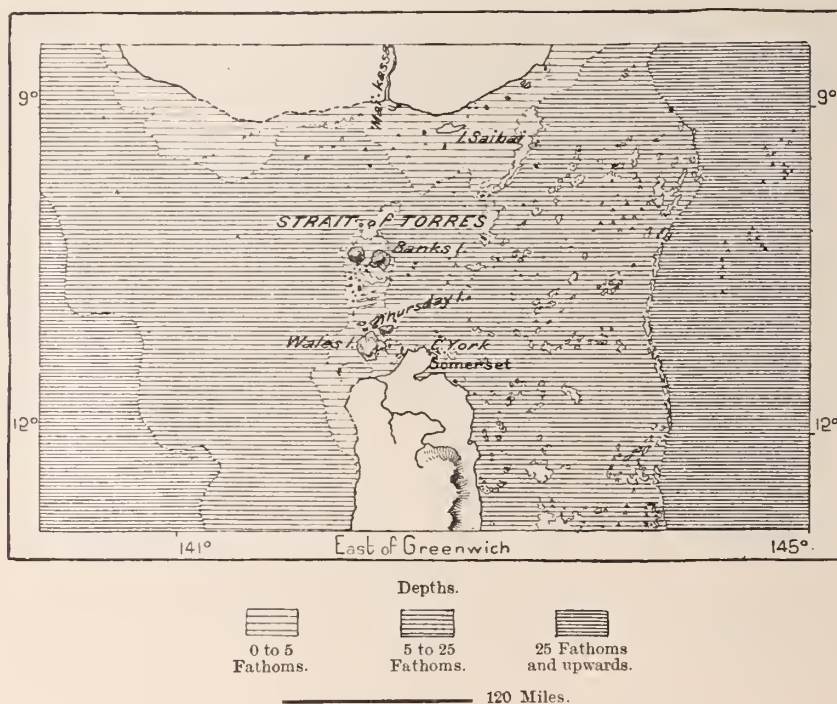 9°
9°
Mai-kassa
I. Saibai
STRAIT of TORRES
Banks I.
Thursday I.
Wales I.
C. York
Somerset
12°
12°
141°
East of Greenwich
145°
Depths.
0 to 5
Fathoms.
5 to 25
Fathoms.
25 Fathoms
and upwards.
120 Miles.